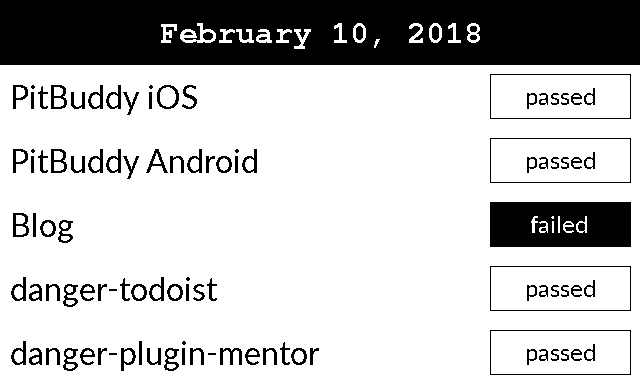 February 10, 2018
PitBuddy iOS passed
PitBuddy Android passed
Blog failed
danger-todoist passed
danger-plugin-mentor passed